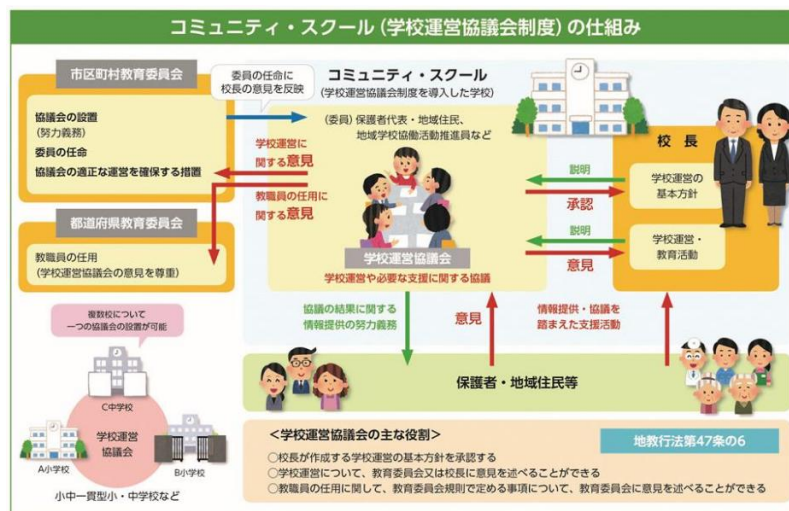 コミュニティ・スクール（学校運営協議会制度）の仕組み
市区町村教育委員会
協議会の設置
(努力義務)
委員の任命
協議会の適正な運営を確保する措置
委員の任命に
校長の意見を反映
コミュニティ・スクール
(学校運営協議会制度を導入した学校)
(委員) 保護者代表・地域住民、
地域学校協働活動推進員など
学校運営に
関する意見
教職員の任用に
関する意見
学校運営協議会
学校運営や必要な支援に関する協議
説明
承認
説明
意見
校 長
学校運営の
基本方針
学校運営・
教育活動
都道府県教育委員会
教職員の任用
(学校運営協議会の意見を尊重)
協議の結果に関する
情報提供の努力義務
意見
情報提供・協議を
踏まえた支援活動
保護者・地域住民等
複数校について
一つの協議会の設置が可能
C中学校
学校運営
協議会
A小学校
B小学校
小中一貫型小・中学校など
＜学校運営協議会の主な役割＞
地教行法第47条の6
○校長が作成する学校運営の基本方針を承認する
○学校運営について、教育委員会又は校長に意見を述べることができる
○教職員の任用に関して、教育委員会規則で定める事項について、教育委員会に意見を述べることができる